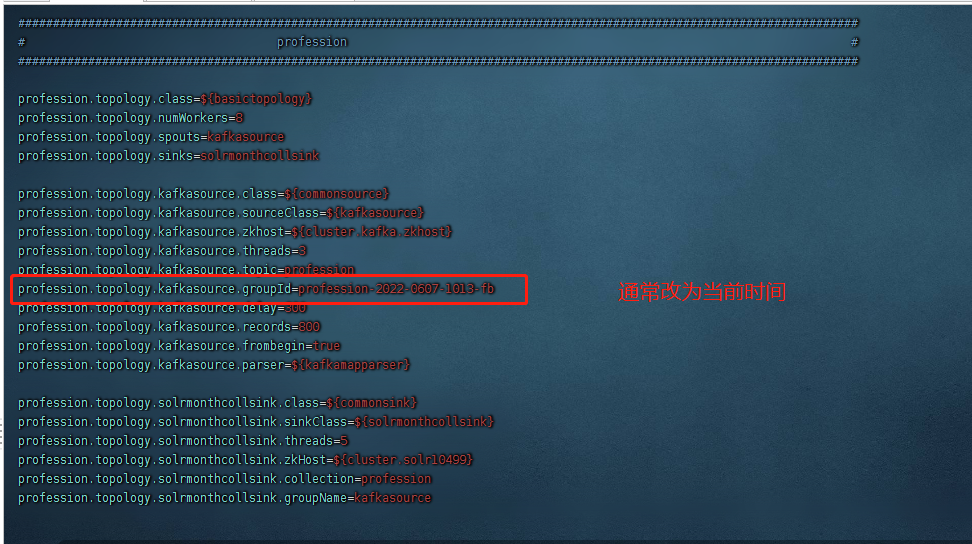 ########################################################################################################################
# profession #
########################################################################################################################
profession.topology.class=${basictopology}
profession.topology.numWorkers=8
profession.topology.spouts=kafkasource
profession.topology.sinks=solrmonthcollsink
profession.topology.kafkasource.class=${commonsource}
profession.topology.kafkasource.sourceClass=${kafkasource}
profession.topology.kafkasource.zkhost=${cluster.kafka.zkhost}
profession.topology.kafkasource.threads=3
profession.topology.kafkasource.topic=profession
profession.topology.kafkasource.groupId=profession-2022-0607-1013-fb
通常改为当前时间
profession.topology.kafkasource.delay=300
profession.topology.kafkasource.records=800
profession.topology.kafkasource.frombegin=true
profession.topology.kafkasource.parser=${kafkamapparser}
profession.topology.solrmonthcollsink.class=${commonsink}
profession.topology.solrmonthcollsink.sinkClass=${solrmonthcollsink}
profession.topology.solrmonthcollsink.threads=5
profession.topology.solrmonthcollsink.zkHost=${cluster.solr10499}
profession.topology.solrmonthcollsink.collection=profession
profession.topology.solrmonthcollsink.groupName=kafkasource